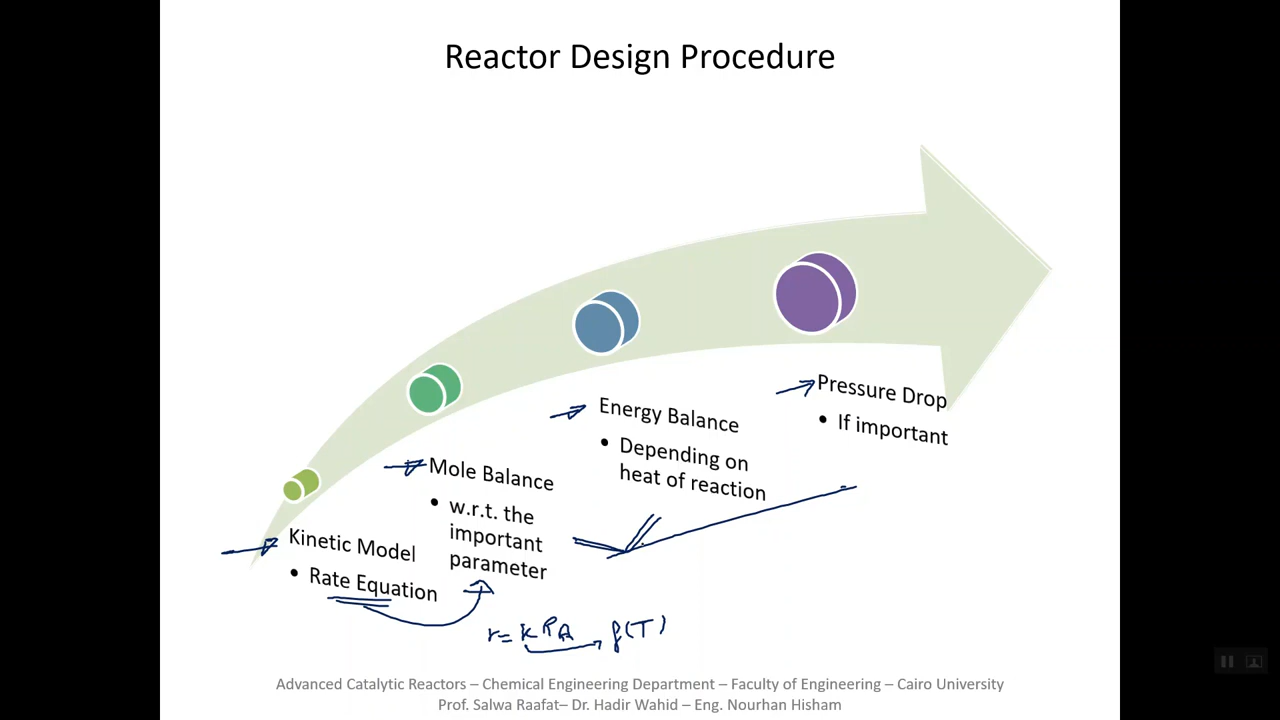 Reactor Design Procedure
Kinetic Model
• Rate Equation
Mole Balance
• w.r.t. the
important
parameter
Energy Balance
• Depending on
heat of reaction
Pressure Drop
• If important
r = k PA f(T)
Advanced Catalytic Reactors – Chemical Engineering Department – Faculty of Engineering – Cairo University
Prof. Salwa Raafat– Dr. Hadir Wahid – Eng. Nourhan Hisham